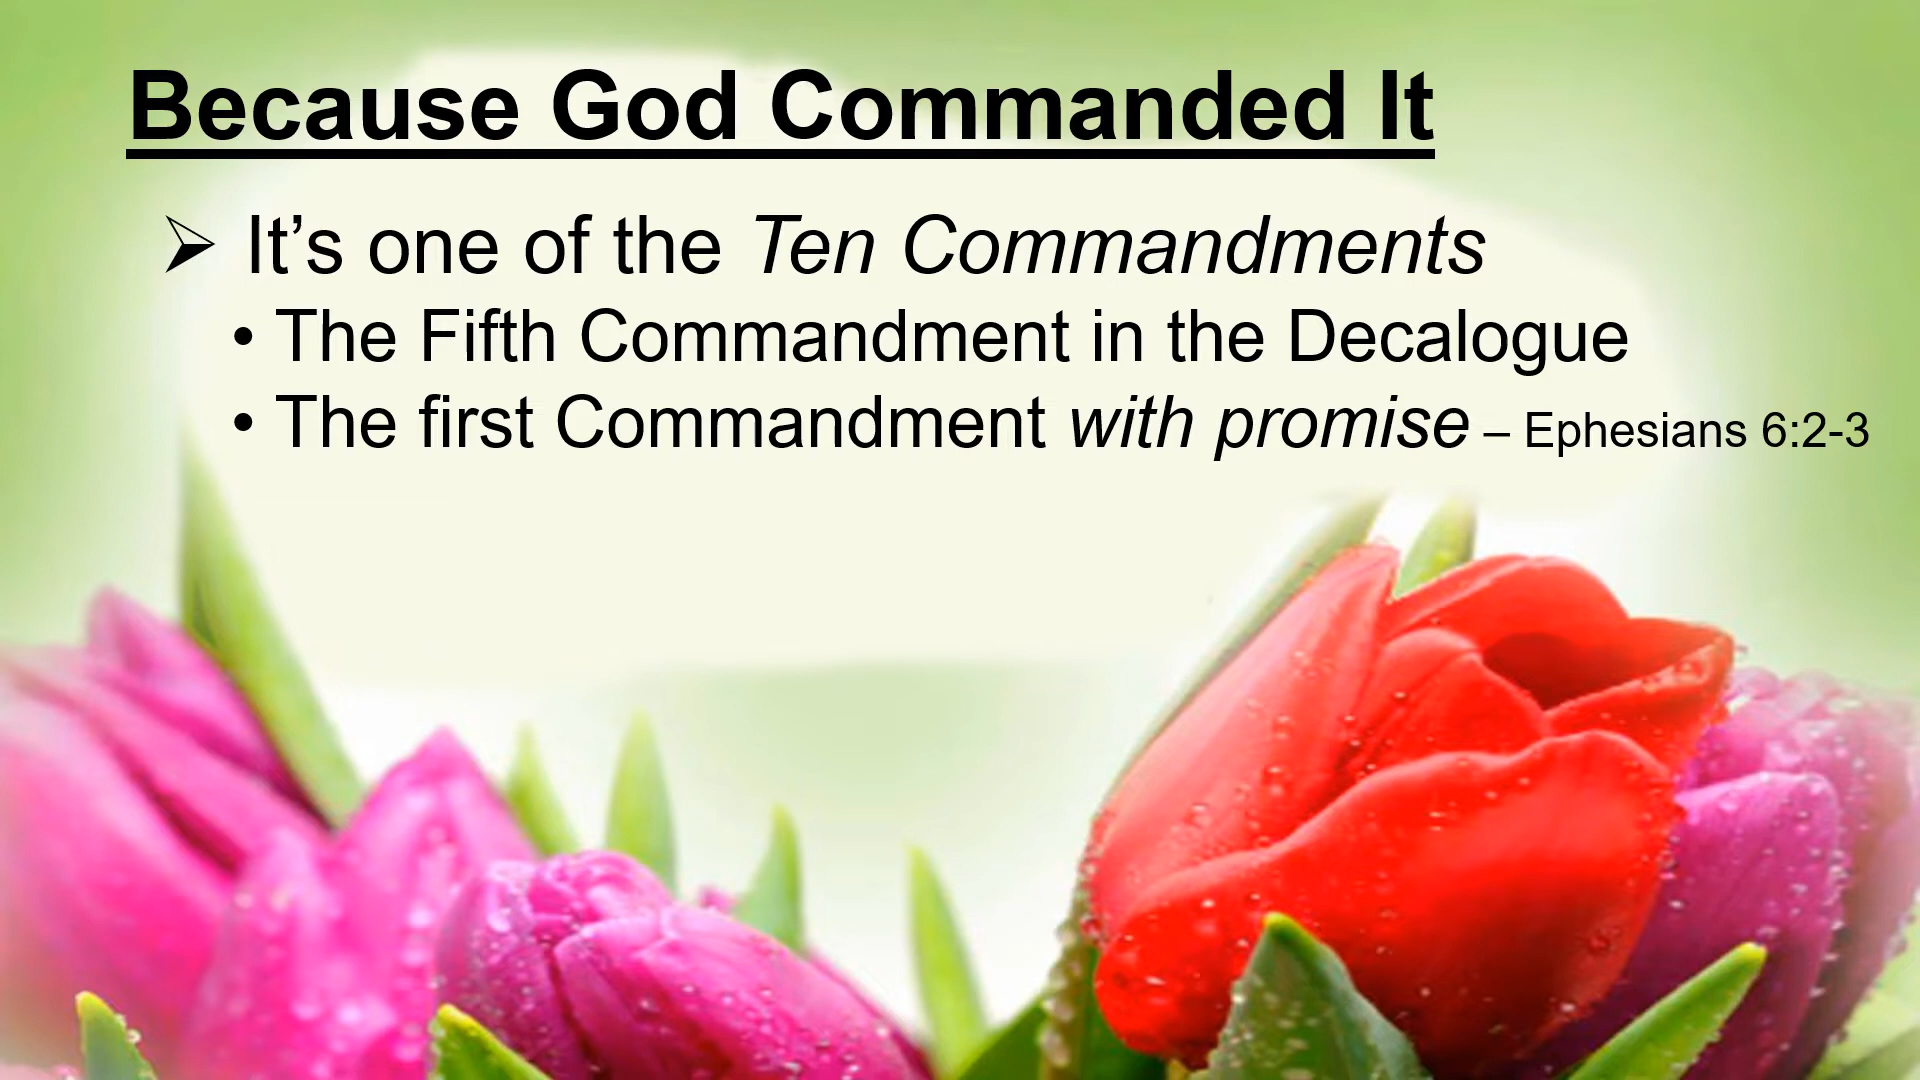 Because God Commanded It
➢ It’s one of the Ten Commandments
• The Fifth Commandment in the Decalogue
• The first Commandment with promise – Ephesians 6:2-3